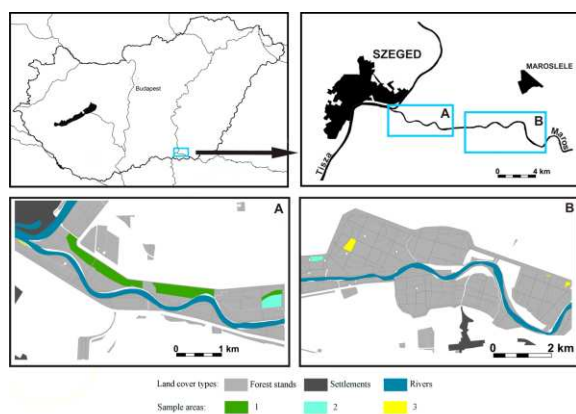 Budapest
SZEGED
MAROSLELE
A
B
Tisza
Maros
0 4 km
A
0 1 km
B
0 2 km
Land cover types: Forest stands Settlements Rivers
Sample areas: 1 2 3